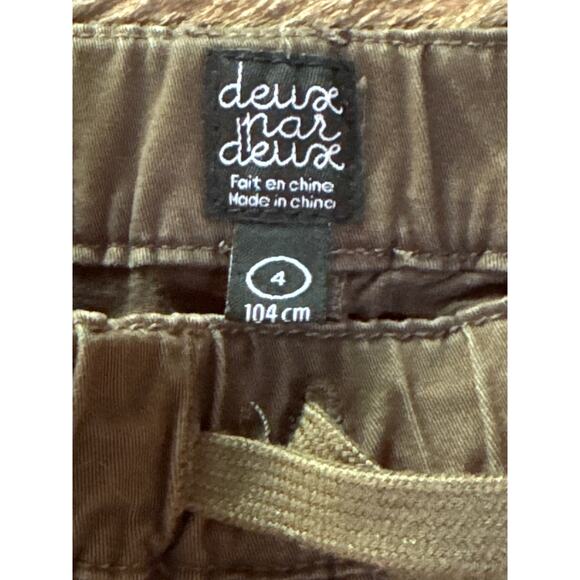 deux
par
deux
Fait en chine
Made in china
4
104 cm